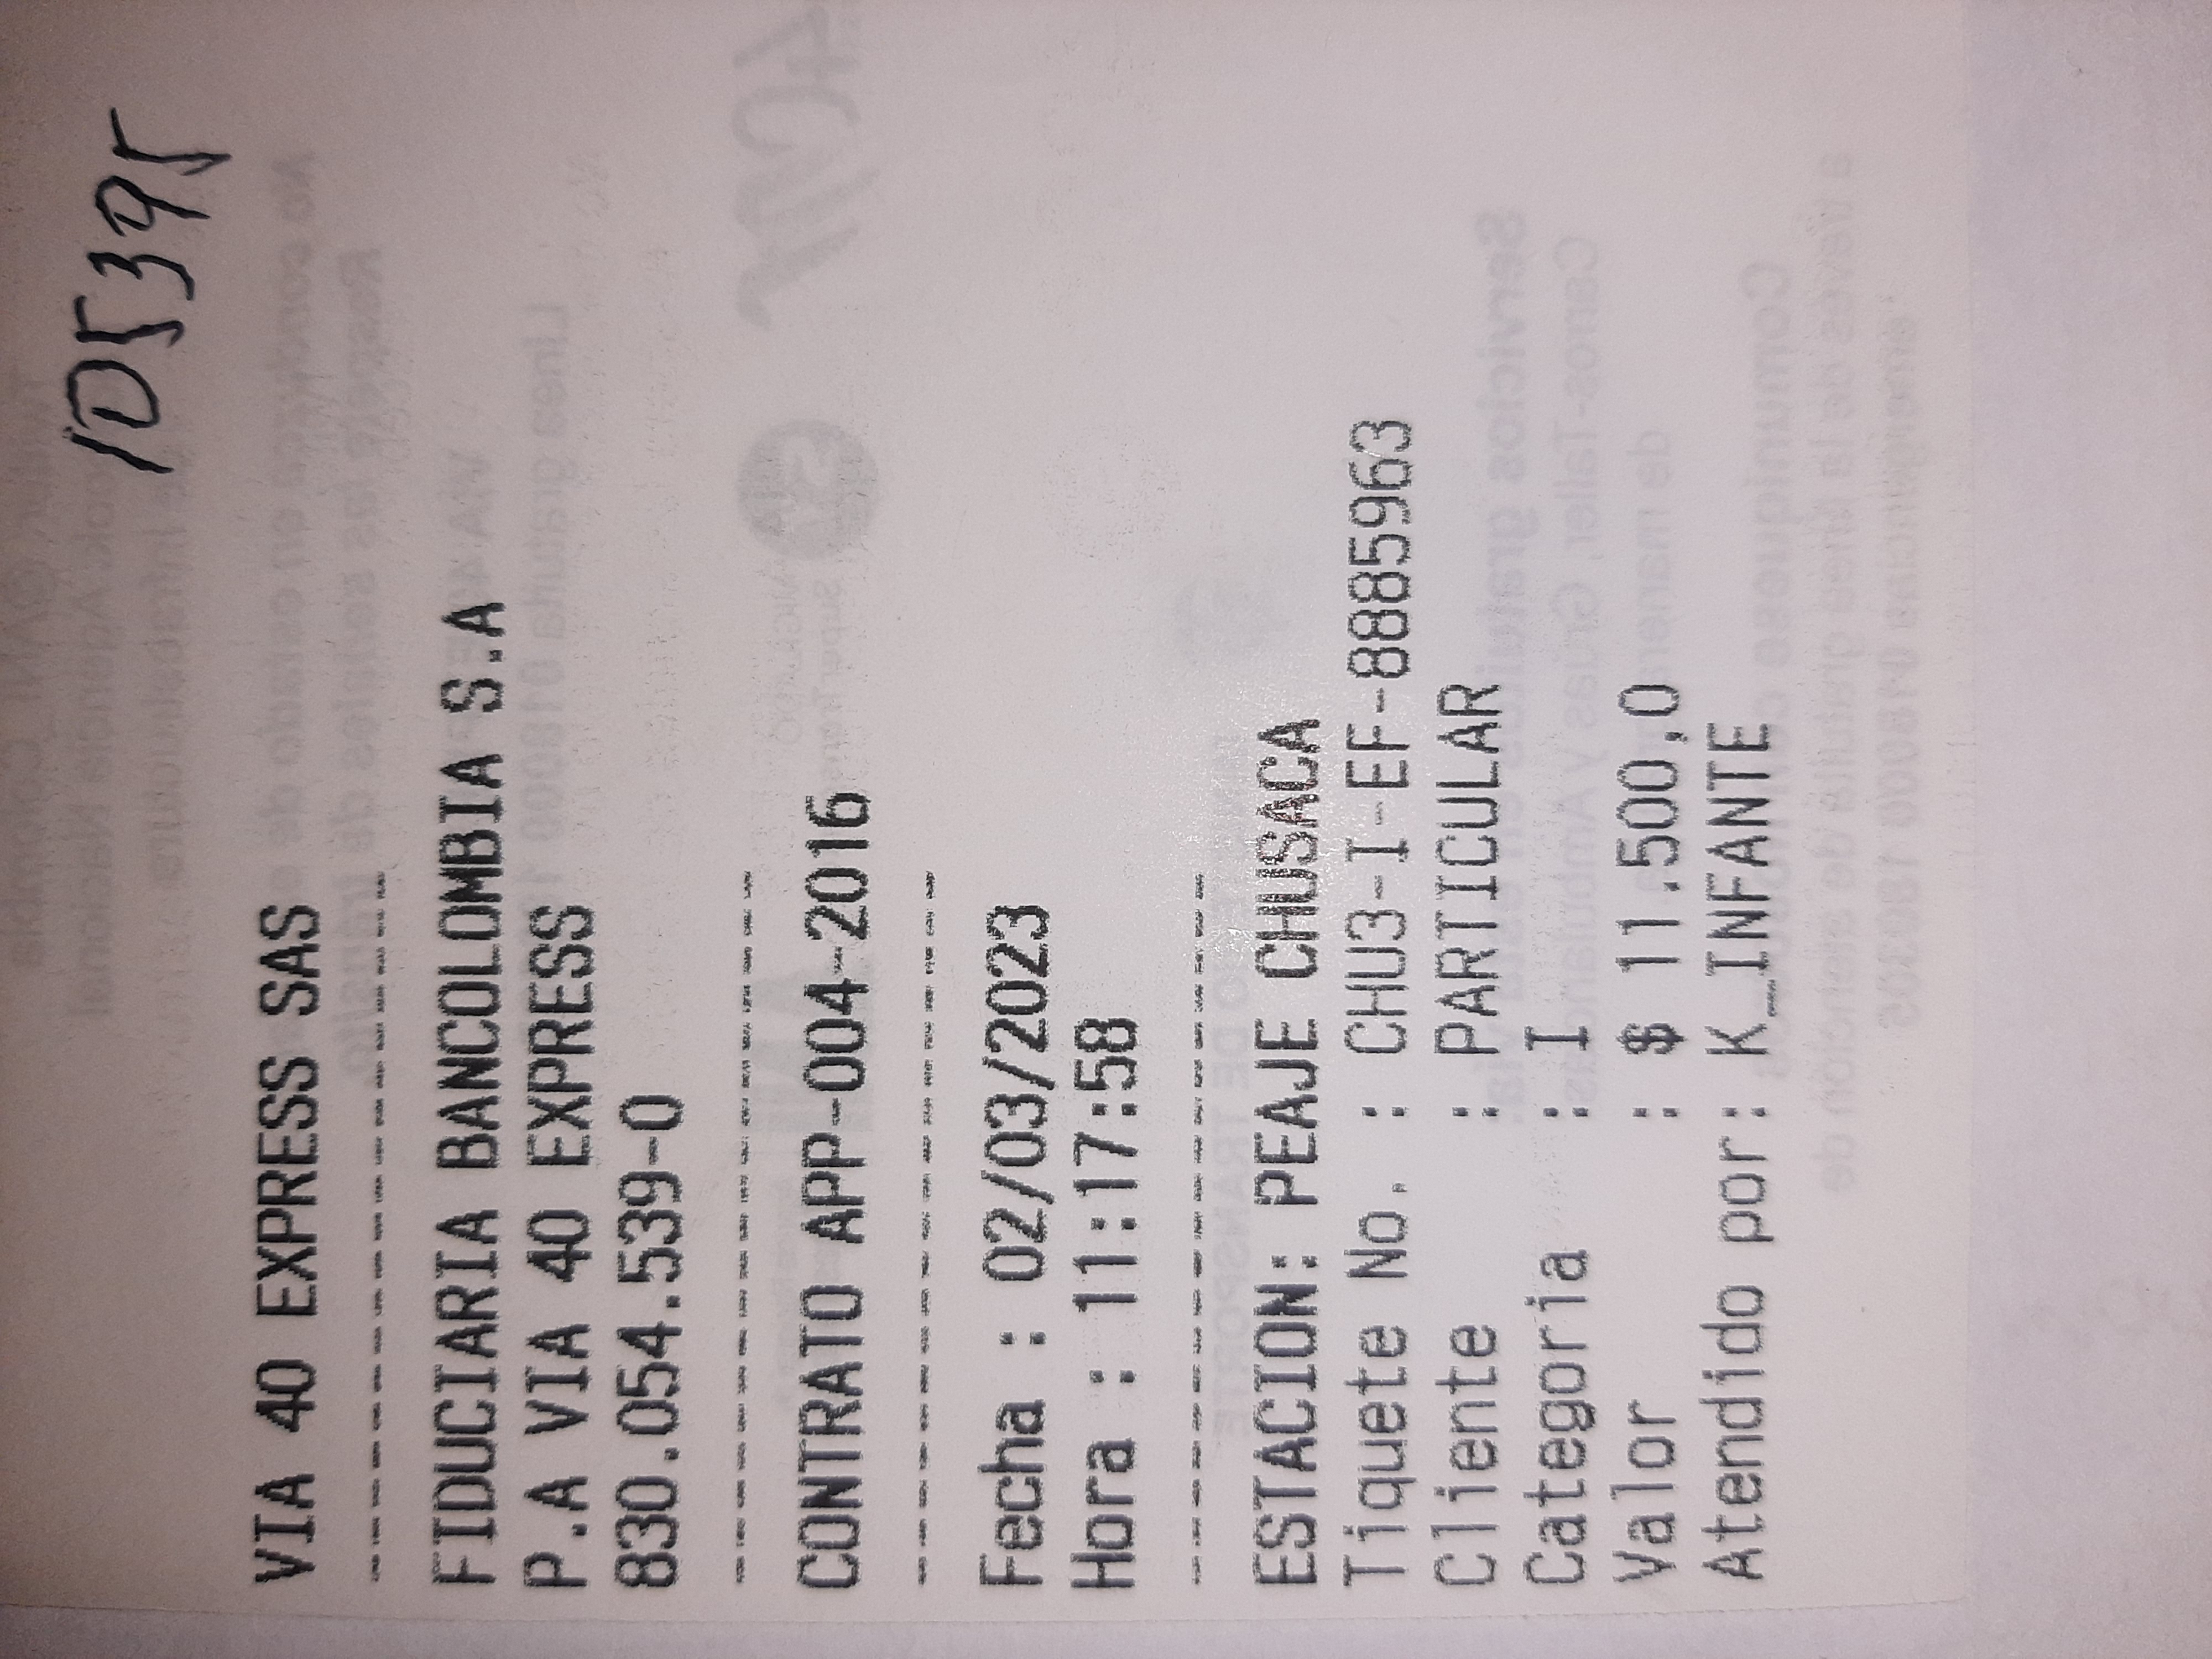 ID5395
VIA 40 EXPRESS SAS
--------------------------------
FIDUCIARIA BANCOLOMBIA S.A
P.A VIA 40 EXPRESS
830.054.539-0
--------------------------------
CONTRATO APP-004-2016
--------------------------------
Fecha : 02/03/2023
Hora : 11:17:58
--------------------------------
ESTACION: PEAJE CHUSACA
Tiquete No. : CHU3-I-EF-8885963
Cliente : PARTICULAR
Categoria : I
Valor : $ 11.500,0
Atendido por: K_INFANTE